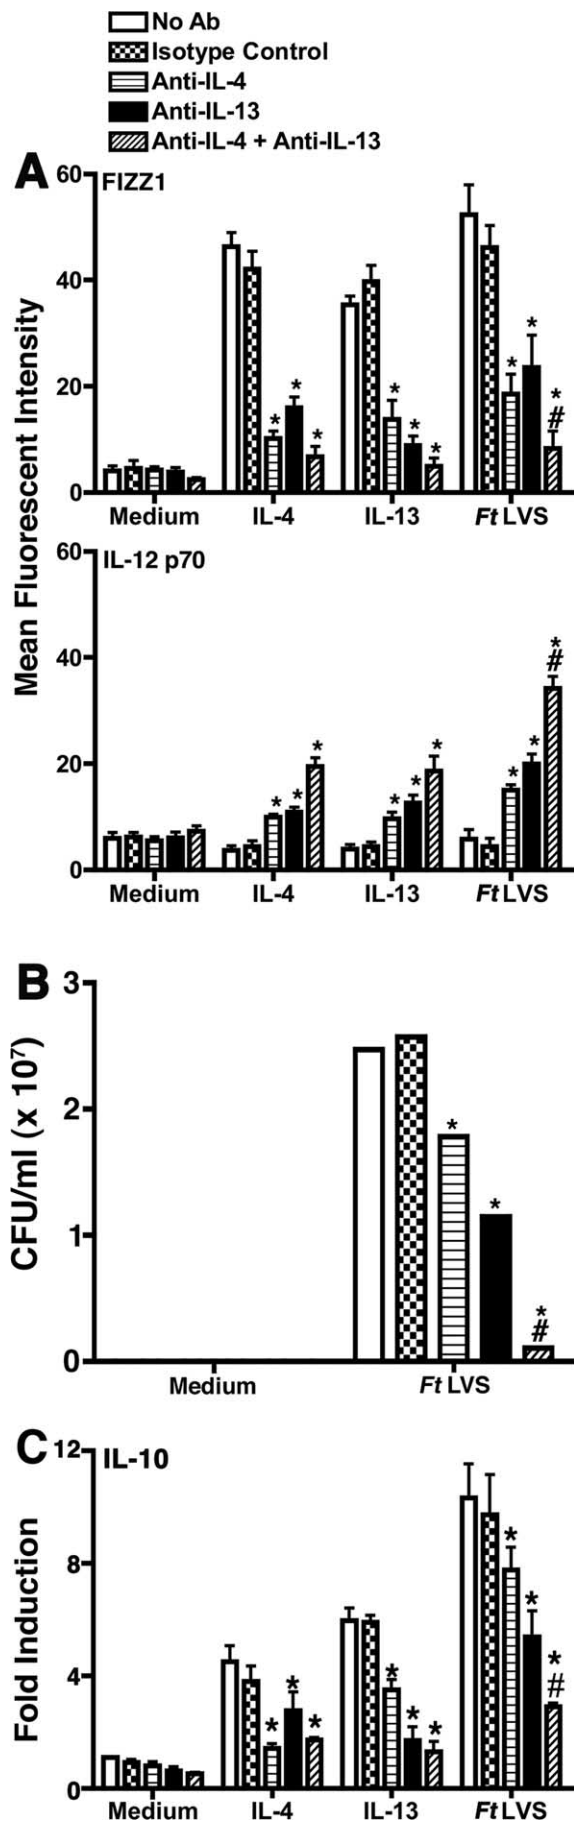 No Ab
Isotype Control
Anti-IL-4
Anti-IL-13
Anti-IL-4 + Anti-IL-13
A
FIZZ1
Mean Fluorescent Intensity
60
40
20
0
* * *
* * *
* * * #
Medium IL-4 IL-13 Ft LVS
IL-12 p70
60
40
20
0
* * *
* * *
* * * #
Medium IL-4 IL-13 Ft LVS
B
CFU/ml (x 10⁷)
3
2
1
0
* * * #
Medium Ft LVS
C
IL-10
Fold Induction
12
8
4
0
* * *
* * *
* * * #
Medium IL-4 IL-13 Ft LVS